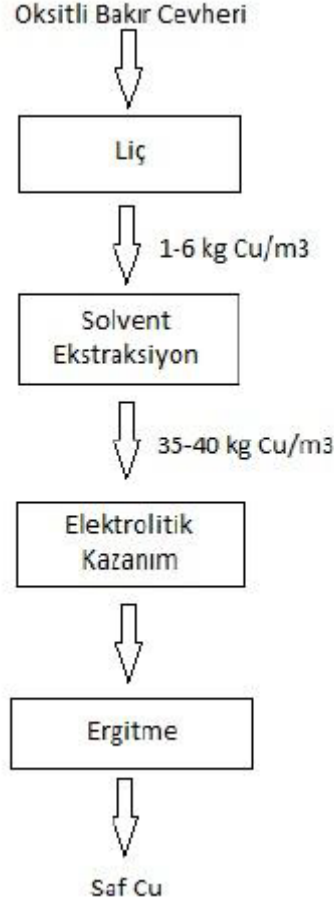 Oksitli Bakır Cevheri
Liç
1-6 kg Cu/m3
Solvent
Ekstraksiyon
35-40 kg Cu/m3
Elektrolitik
Kazanım
Ergitme
Saf Cu